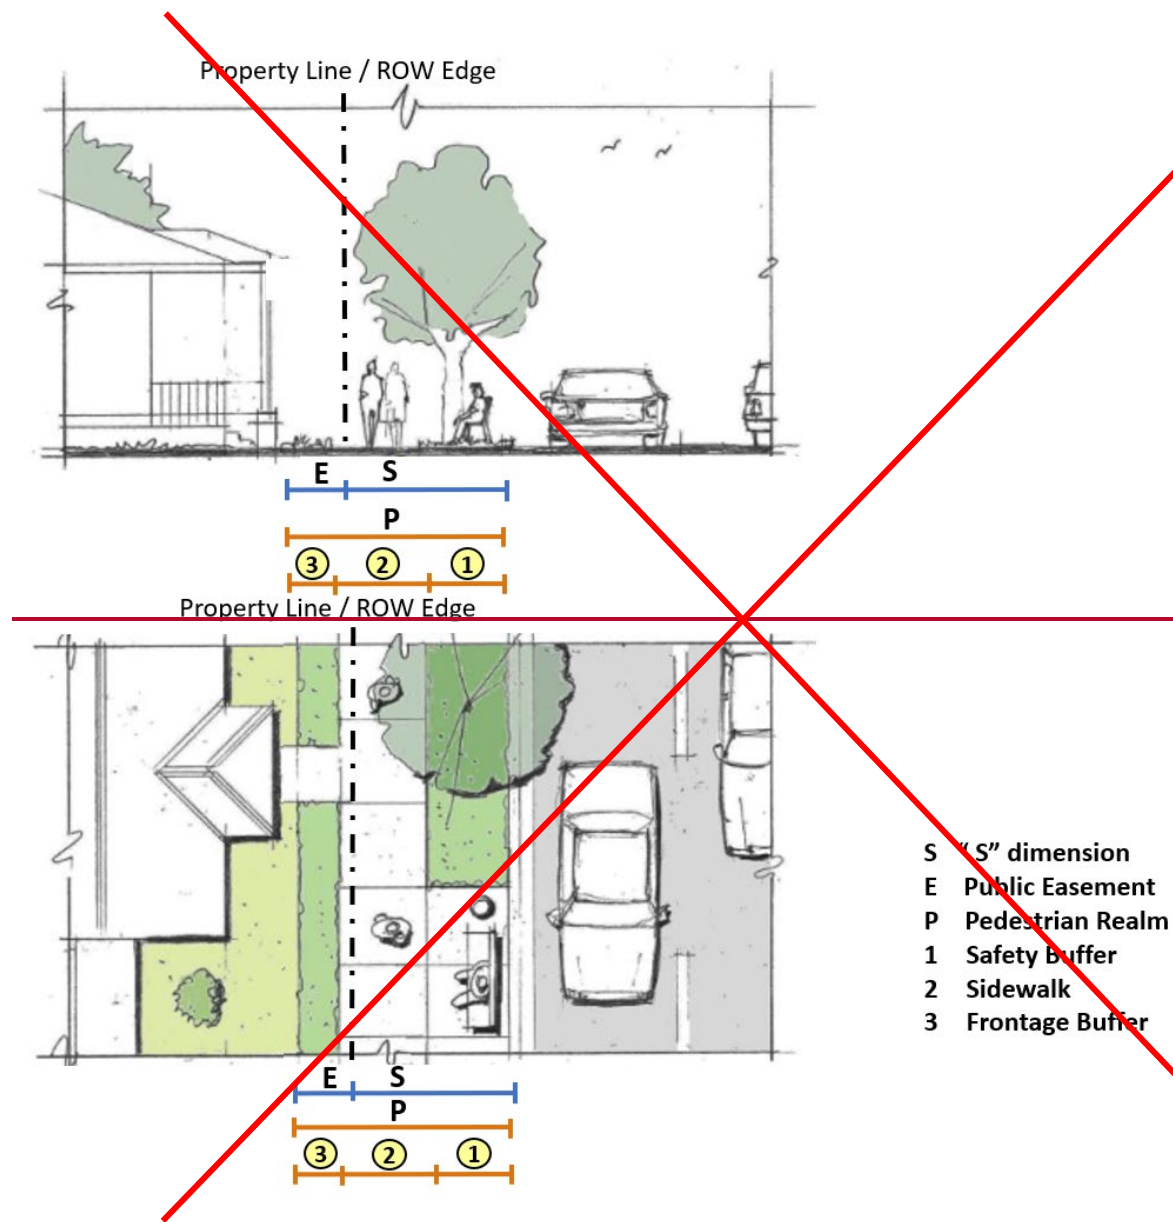 Property Line / ROW Edge
E S
P
3 2 1
Property Line / ROW Edge
S “ S” dimension
E Public Easement
P Pedestrian Realm
1 Safety Buffer
2 Sidewalk
3 Frontage Buffer
E S
P
3 2 1